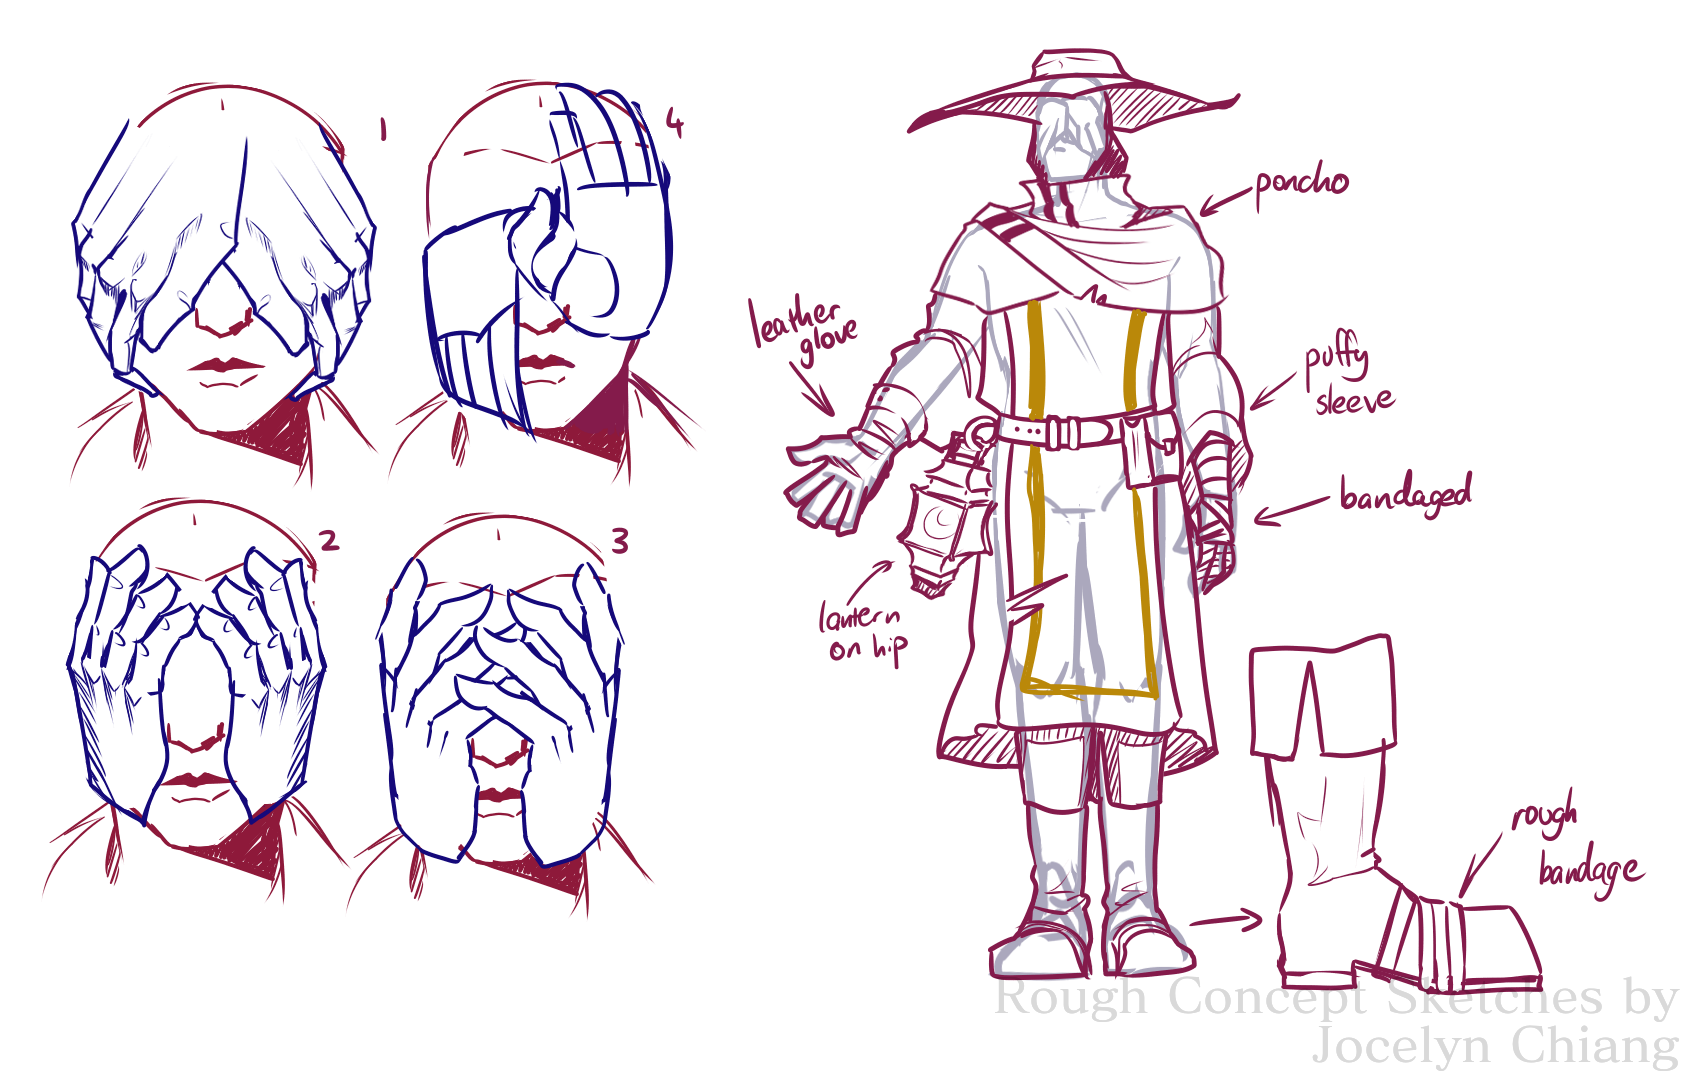 1
4
2
3
poncho
leather
glove
puffy
sleeve
bandaged
lantern
on hip
rough
bandage
Rough Concept Sketches by
Jocelyn Chiang